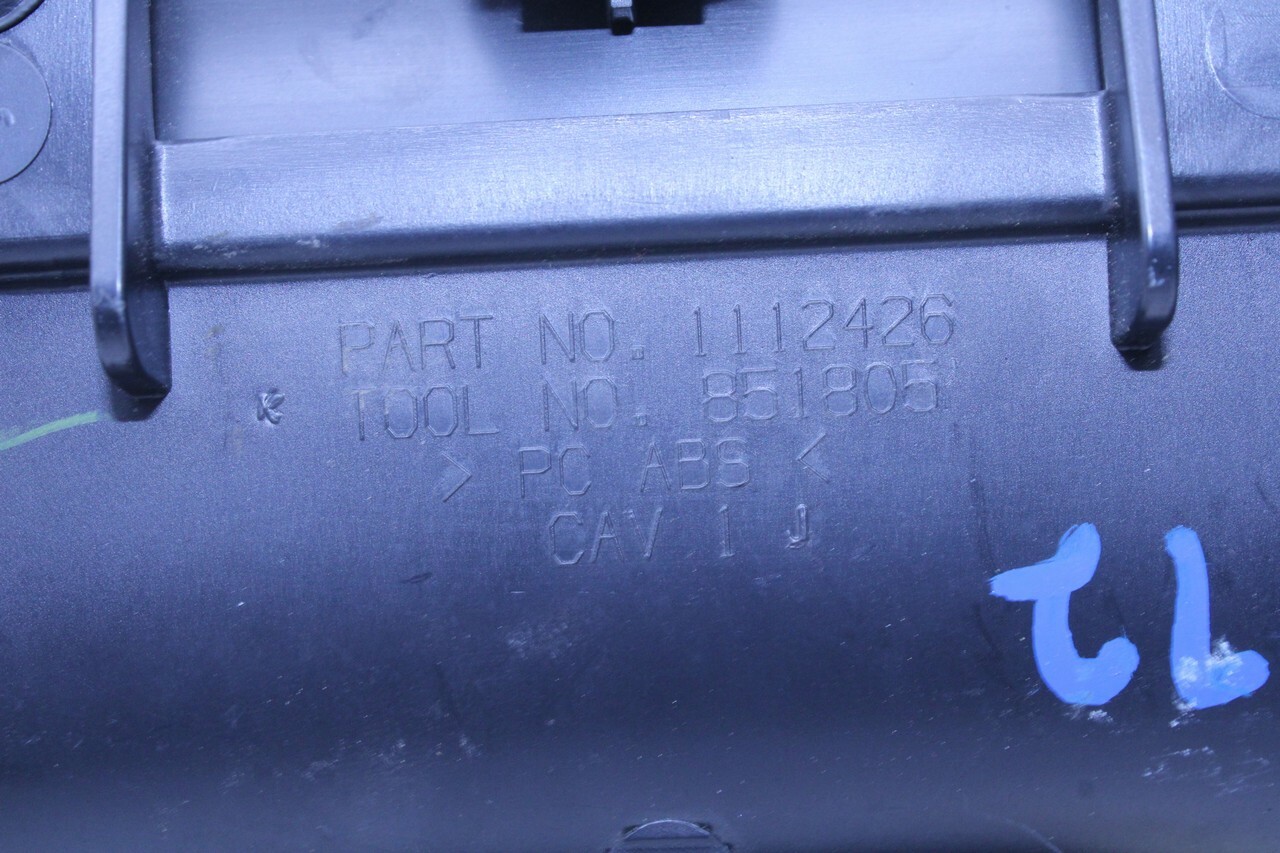 PART NO. 1112426
TOOL NO. 851805
> PC ABS <
CAV 1 J